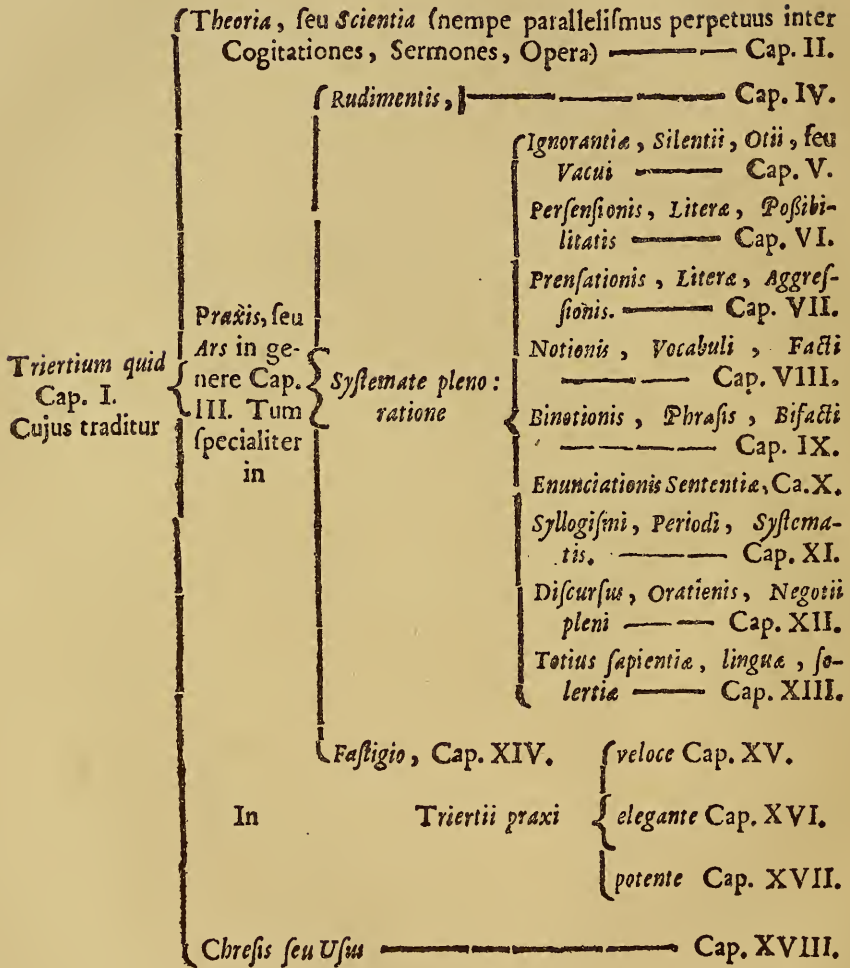 Theoria, seu Scientia (nempe parallelismus perpetuus inter
Cogitationes, Sermones, Opera) ——— Cap. II.
Rudimentis, ——— Cap. IV.
Ignorantiæ, Silentii, Otii, seu
Vacui ——— Cap. V.
Persensionis, Literæ, Poßibi-
litatis ——— Cap. VI.
Prensationis, Literæ, Aggres-
sionis. ——— Cap. VII.
Notionis, Vocabuli, Facti
——— Cap. VIII.
Binotionis, Phrasis, Bifacti
——— Cap. IX.
Enunciationis Sententiæ, Ca. X.
Syllogismi, Periodi, Systema-
tis. ——— Cap. XI.
Discursus, Oratienis, Negotii
pleni ——— Cap. XII.
Totius sapientiæ, linguæ, so-
lertiæ ——— Cap. XIII.
Triertium quid
Cap. I.
Cujus traditur
Praxis, seu
Ars in ge-
nere Cap.
III. Tum
specialiter
in
Systemate pleno:
ratione
Fastigio, Cap. XIV.
In
Triertii praxi
veloce Cap. XV.
elegante Cap. XVI.
potente Cap. XVII.
Chresis seu Usus ——— Cap. XVIII.